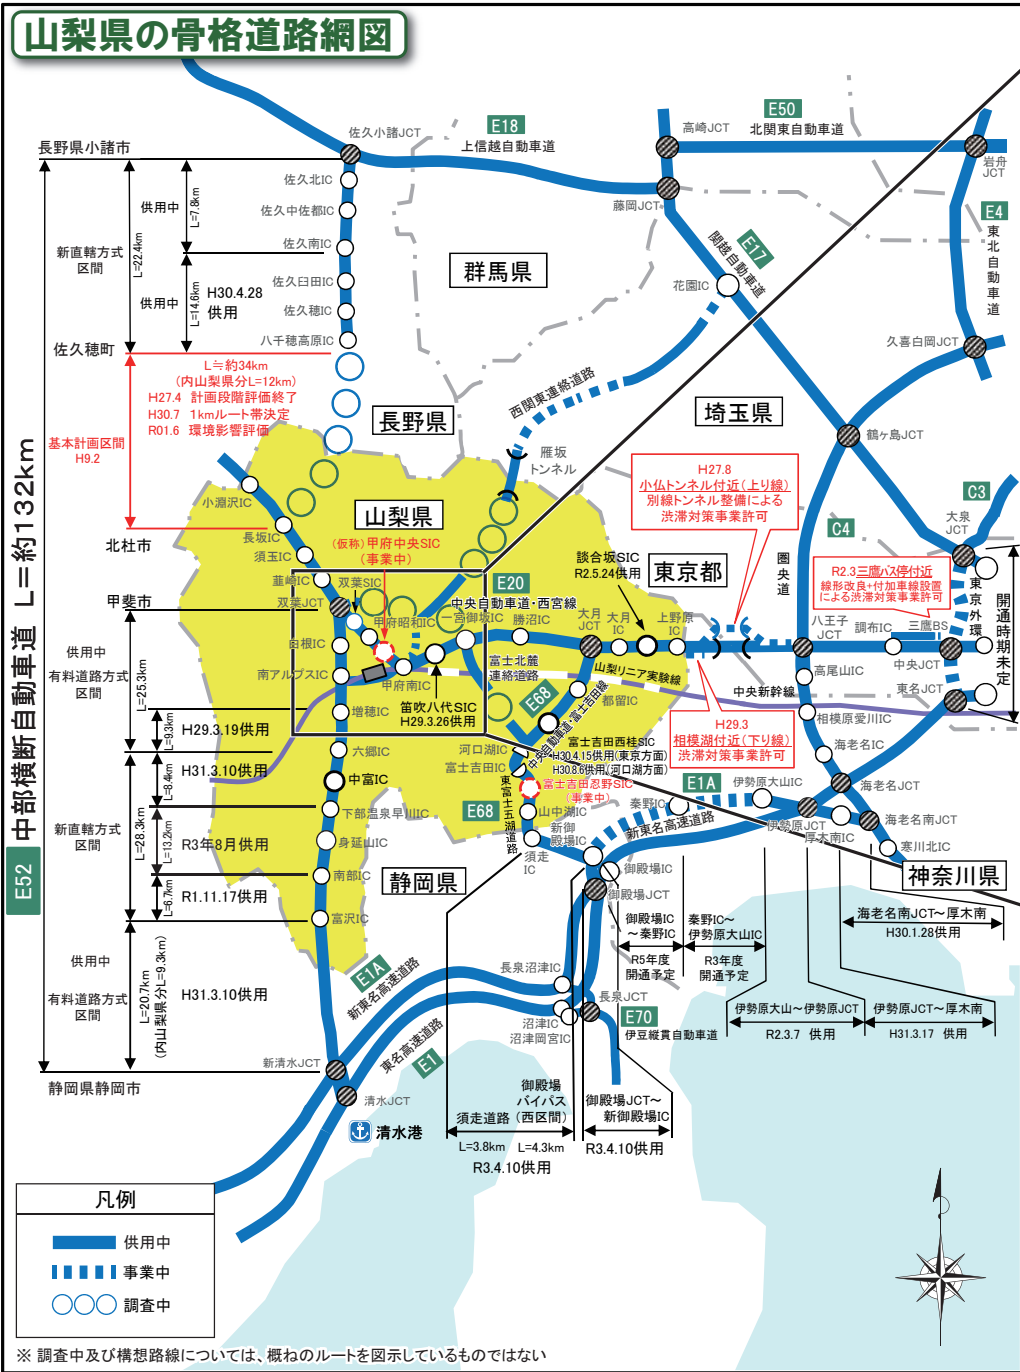 山梨県の骨格道路網図
E18
上信越自動車道
E50
北関東自動車道
高崎JCT
岩舟
JCT
藤岡JCT
E4
東北自動車道
E17
関越自動車道
花園IC
久喜白岡JCT
鶴ヶ島JCT
佐久小諸JCT
長野県小諸市
佐久北IC
佐久中佐都IC
佐久南IC
佐久臼田IC
佐久穂IC
八千穂高原IC
供用中
L=7.8km
新直轄方式
区間
L=22.4km
供用中
L=14.6km
H30.4.28
供用
佐久穂町
L≒約34km
(内山梨県分L=12km)
H27.4 計画段階評価終了
H30.7 1kmルート帯決定
R01.6 環境影響評価
基本計画区間
H9.2
群馬県
長野県
埼玉県
山梨県
東京都
静岡県
神奈川県
西関東連絡道路
雁坂
トンネル
H27.8
小仏トンネル付近(上り線)
別線トンネル整備による
渋滞対策事業許可
C4
圏央道
C3
大泉
JCT
東京外環
開通時期未定
R2.3三鷹バス停付近
線形改良+付加車線設置
による渋滞対策事業許可
八王子
JCT
調布IC
三鷹BS
中央JCT
東名JCT
高尾山IC
相模原愛川IC
海老名IC
海老名JCT
海老名南JCT
寒川北IC
厚木南IC
伊勢原JCT
伊勢原大山IC
秦野IC
E1A
新東名高速道路
小淵沢IC
長坂IC
須玉IC
韮崎IC
双葉SIC
双葉JCT
甲府昭和IC
(仮称)甲府中央SIC
(事業中)
白根IC
南アルプスIC
甲府南IC
増穂IC
六郷IC
中富IC
下部温泉早川IC
身延山IC
南部IC
富沢IC
E20
中央自動車道・西宮線
一宮御坂IC
勝沼IC
談合坂SIC
R2.5.24供用
大月
JCT
大月
IC
上野原
IC
富士北麓
連絡道路
山梨リニア実験線
中央新幹線
笛吹八代SIC
H29.3.26供用
E68
中央自動車道・富士吉田線
都留IC
富士吉田西桂SIC
H30.4.15供用(東京方面)
H30.8.6供用(河口湖方面)
河口湖IC
富士吉田IC
富士吉田忍野SIC
(事業中)
東富士五湖道路
E68
山中湖IC
須走
IC
新御
殿場IC
御殿場IC
御殿場JCT
H29.3
相模湖付近(下り線)
渋滞対策事業許可
北杜市
甲斐市
中部横断自動車道 L=約132km
E52
供用中
有料道路方式
区間
L=25.3km
L=9.3km
H29.3.19供用
L=8.4km
H31.3.10供用
新直轄方式
区間
L=28.3km
L=13.2km
R3年8月供用
L=6.7km
R1.11.17供用
供用中
有料道路方式
区間
L=20.7km
(内山梨県分L=9.3km)
H31.3.10供用
静岡県静岡市
新清水JCT
清水JCT
清水港
E1A
新東名高速道路
東名高速道路
E1
長泉沼津IC
沼津IC
沼津岡宮IC
長泉JCT
E70
伊豆縦貫自動車道
御殿場IC
~秦野IC
R5年度
開通予定
秦野IC~
伊勢原大山IC
R3年度
開通予定
海老名南JCT~厚木南
H30.1.28供用
伊勢原大山~伊勢原JCT
R2.3.7 供用
伊勢原JCT~厚木南
H31.3.17 供用
須走道路
御殿場
バイパス
(西区間)
L=3.8km L=4.3km
R3.4.10供用
御殿場JCT~
新御殿場IC
R3.4.10供用
凡例
供用中
事業中
調査中
※ 調査中及び構想路線については、概ねのルートを図示しているものではない